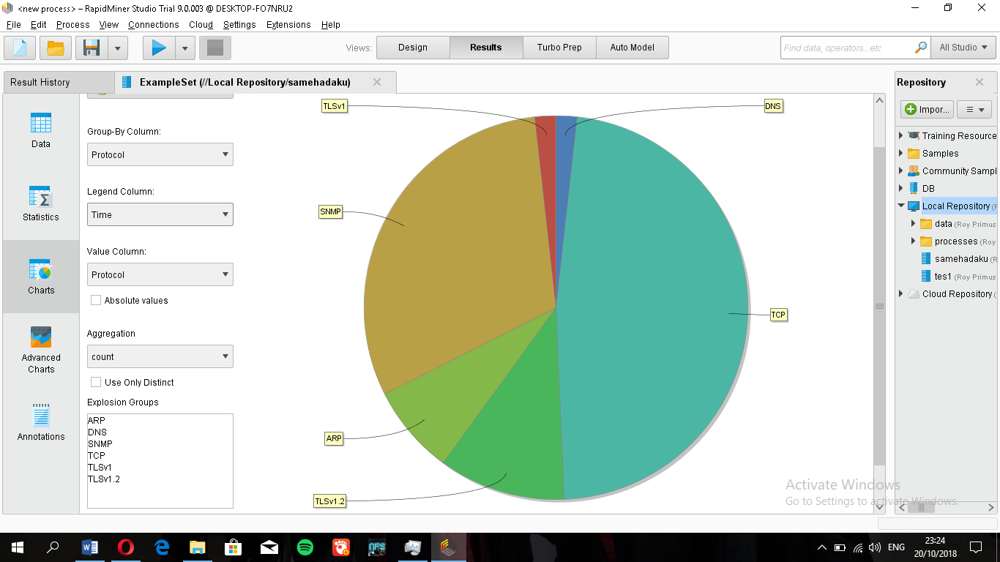 <new process> – RapidMiner Studio Trial 9.0.003 @ DESKTOP-FO7NRU2
File Edit Process View Connections Cloud Settings Extensions Help
Views: Design Results Turbo Prep Auto Model
Find data, operators...etc
All Studio
Result History
ExampleSet (//Local Repository/samehadaku)
Data
Statistics
Charts
Advanced
Charts
Annotations
Group-By Column:
Protocol
Legend Column:
Time
Value Column:
Protocol
Absolute values
Aggregation
count
Use Only Distinct
Explosion Groups
ARP
DNS
SNMP
TCP
TLSv1
TLSv1.2
TLSv1
DNS
SNMP
TCP
ARP
TLSv1.2
Repository
Impor...
Training Resource
Samples
Community Sampl
DB
Local Repository (R
data (Roy Primus
processes (Roy
samehadaku (R
tes1 (Roy Primus
Cloud Repository (
Activate Windows
Go to Settings to activate Windows.
NFS
ENG
23:24
20/10/2018